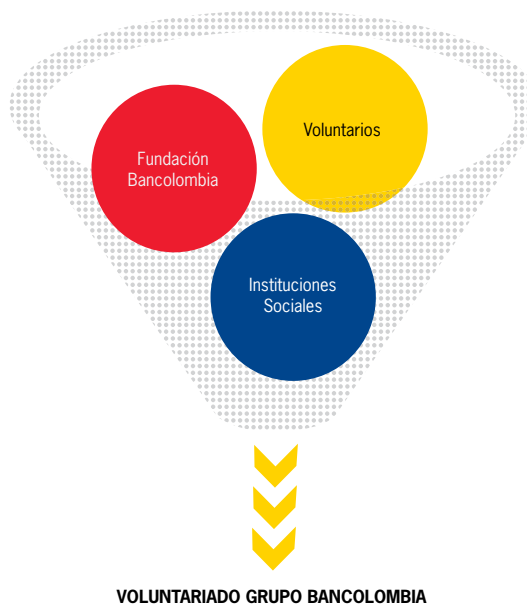 Voluntarios
Fundación
Bancolombia
Instituciones
Sociales
VOLUNTARIADO GRUPO BANCOLOMBIA